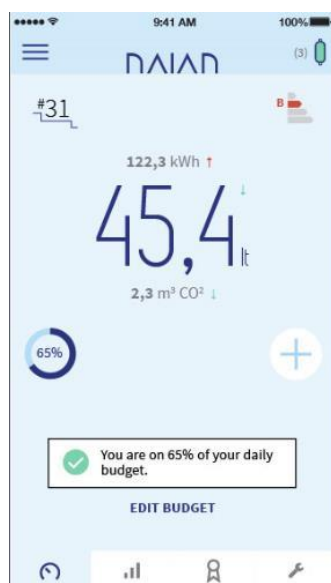 9:41 AM 100%
NAIAD (3)
#31 B
122,3 kWh ↑
45,4 lt ↓
2,3 m³ CO² ↓
65%
You are on 65% of your daily
budget.
EDIT BUDGET